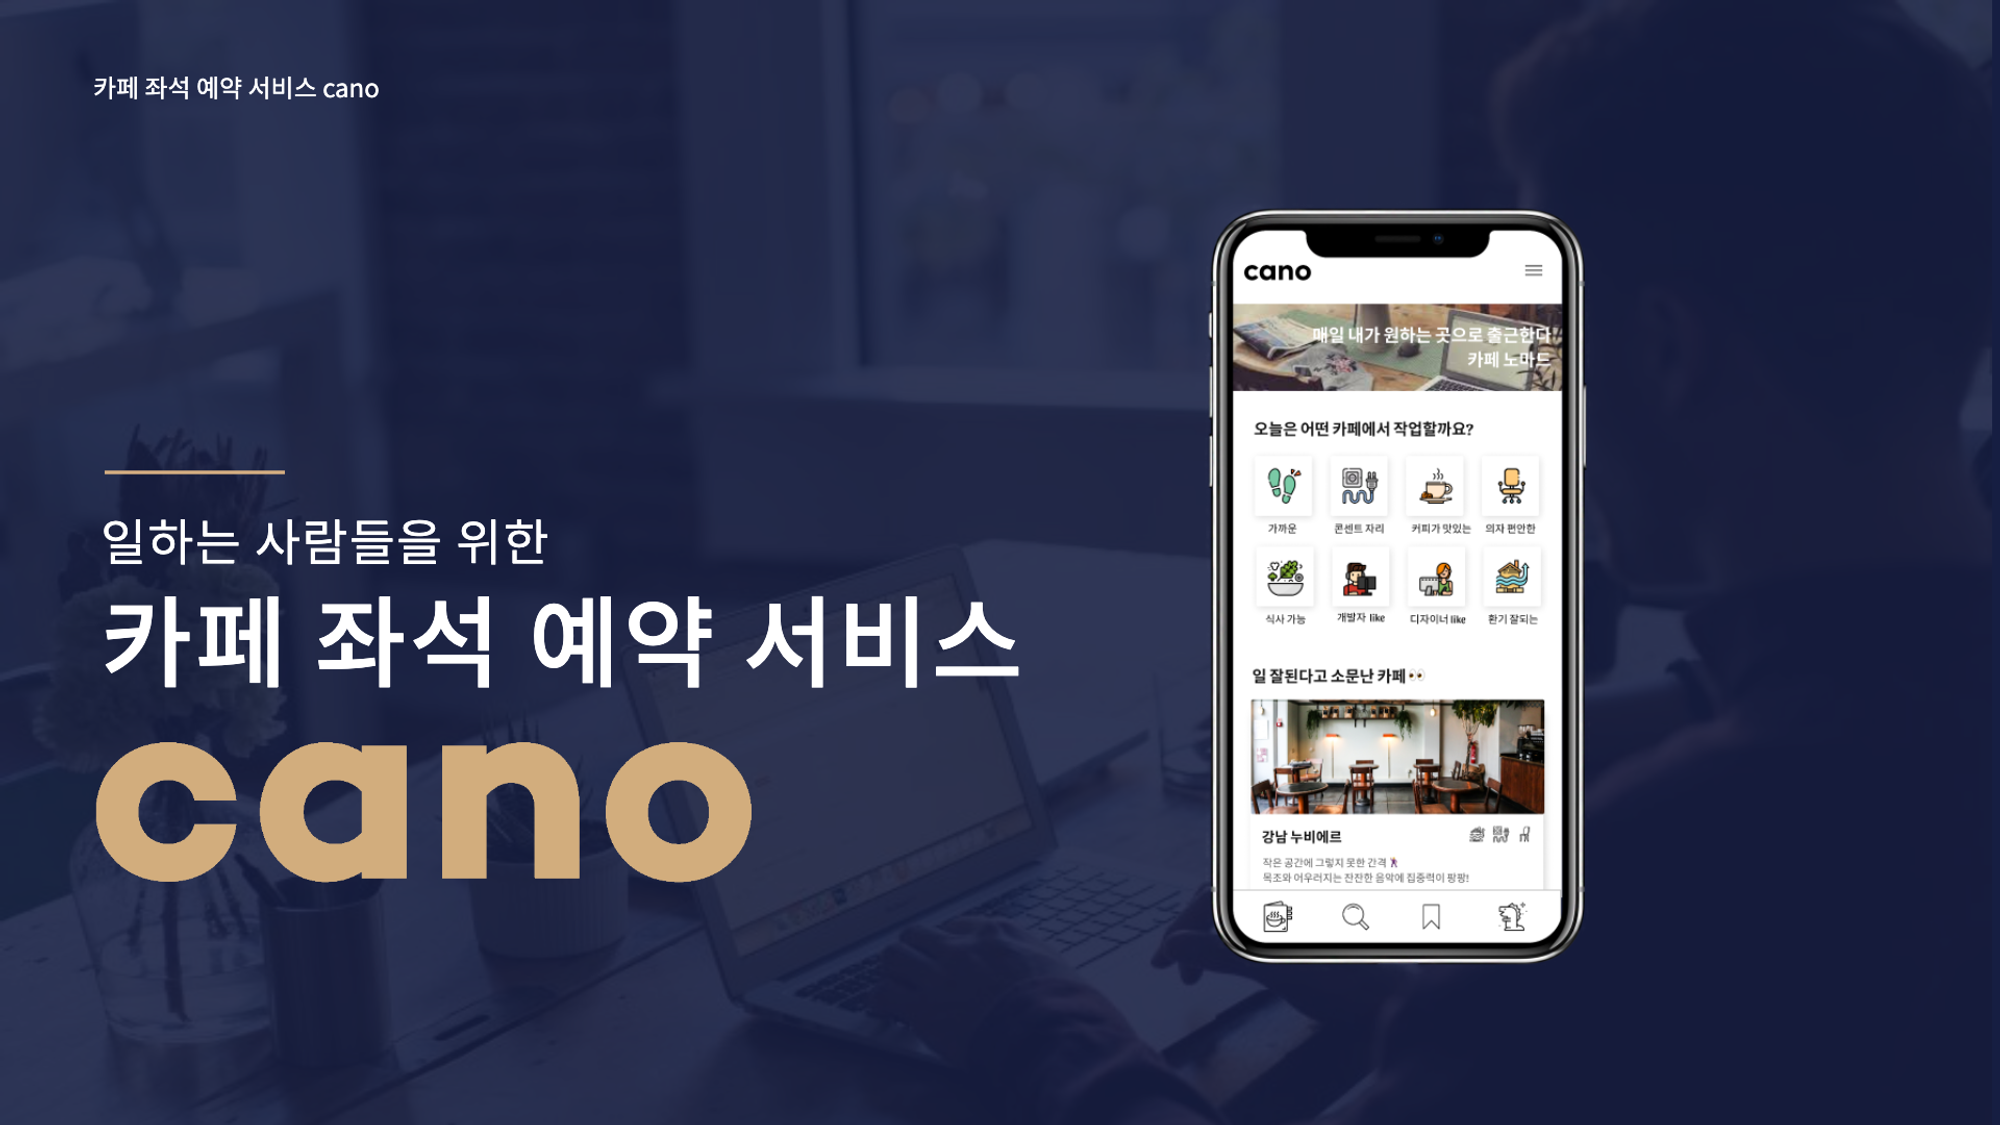 카페 좌석 예약 서비스 cano
일하는 사람들을 위한
카페 좌석 예약 서비스
cano
cano
매일 내가 원하는 곳으로 출근한다
카페 노마드
오늘은 어떤 카페에서 작업할까요?
가까운
콘센트 자리
커피가 맛있는
의자 편안한
식사 가능
개발자 like
디자이너 like
환기 잘되는
일 잘된다고 소문난 카페👀
강남 누비에르
작은 공간에 그렇지 못한 간격
목조와 어우러지는 잔잔한 음악에 집중력이 팡팡!